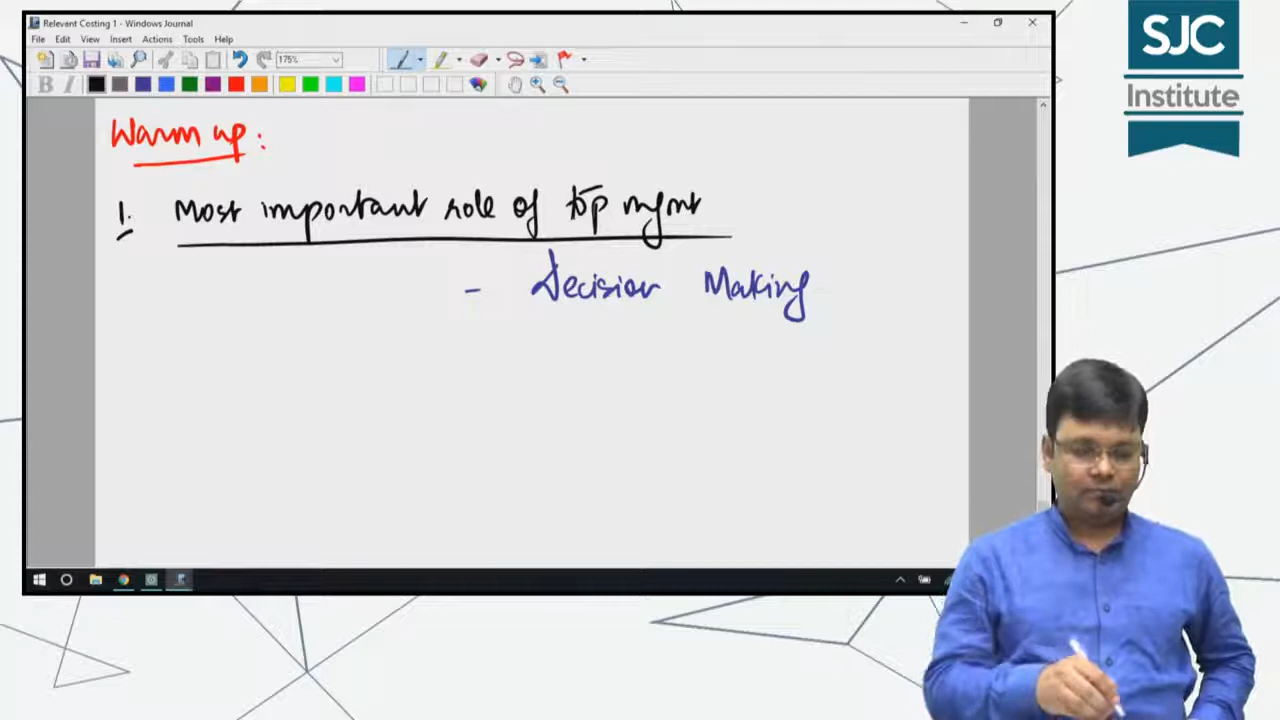 Relevant Costing 1 - Windows Journal
File Edit View Insert Actions Tools Help
175%
B I
Warm up:
1. Most important role of top mgmt
- Decision Making
SJC
Institute